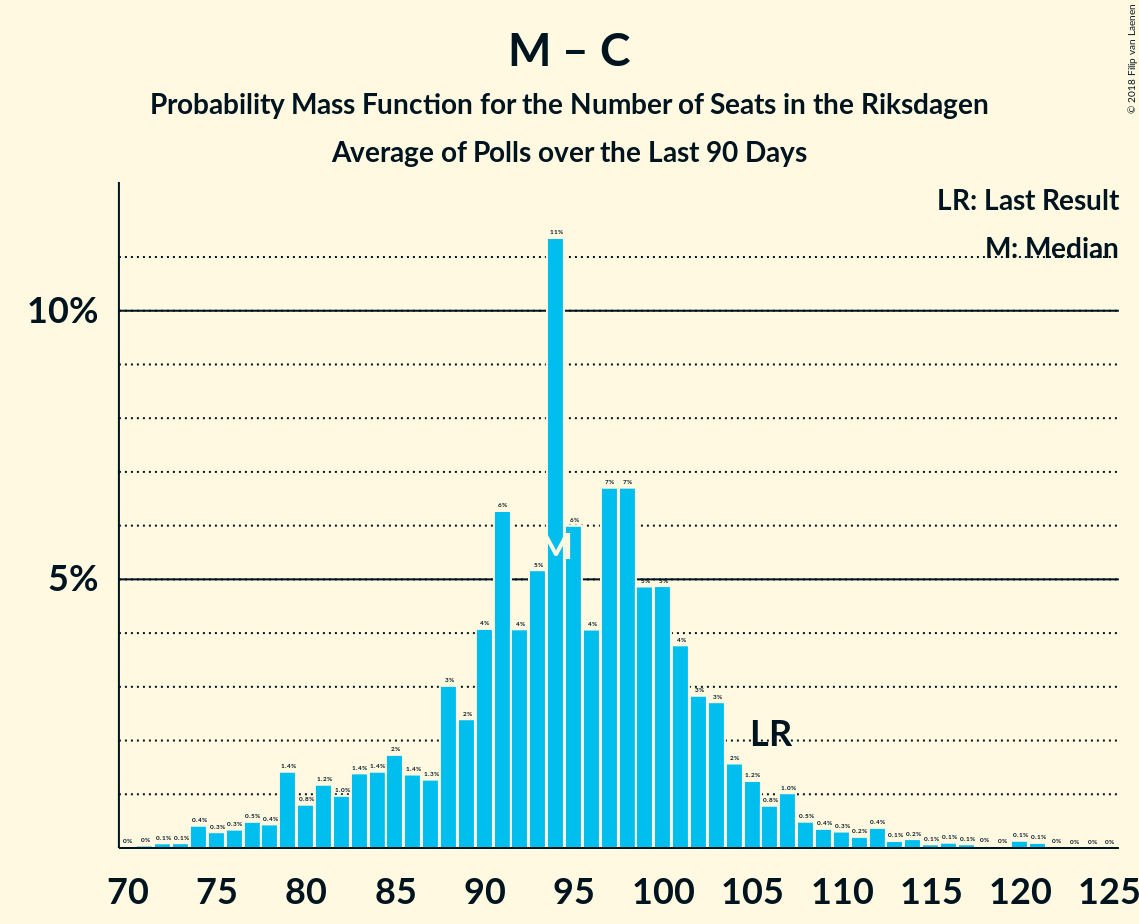 M – C
Probability Mass Function for the Number of Seats in the Riksdagen
Average of Polls over the Last 90 Days
© 2018 Filip van Laenen
LR: Last Result
M: Median
10%
5%
0% 0% 0.1% 0.1% 0.4% 0.3% 0.3% 0.5% 0.4% 1.4% 0.8% 1.2% 1.0% 1.4% 1.4% 2% 1.4% 1.3% 3% 2% 4% 6% 4% 5% 11% 6% 4% 7% 7% 5% 5% 4% 3% 3% 2% 1.2% 0.8% 1.0% 0.5% 0.4% 0.3% 0.2% 0.4% 0.1% 0.2% 0.1% 0.1% 0.1% 0% 0% 0.1% 0.1% 0% 0% 0% 0%
M
LR
70 75 80 85 90 95 100 105 110 115 120 125